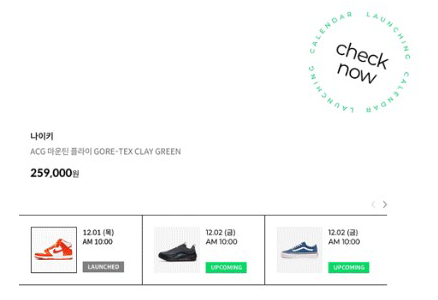 LAUNCHING CALENDAR LAUNCHING CALENDAR
check
now
나이키
ACG 마운틴 플라이 GORE-TEX CLAY GREEN
259,000원
12.01 (목)
AM 10:00
LAUNCHED
12.02 (금)
AM 10:00
UPCOMING
12.02 (금)
AM 10:00
UPCOMING